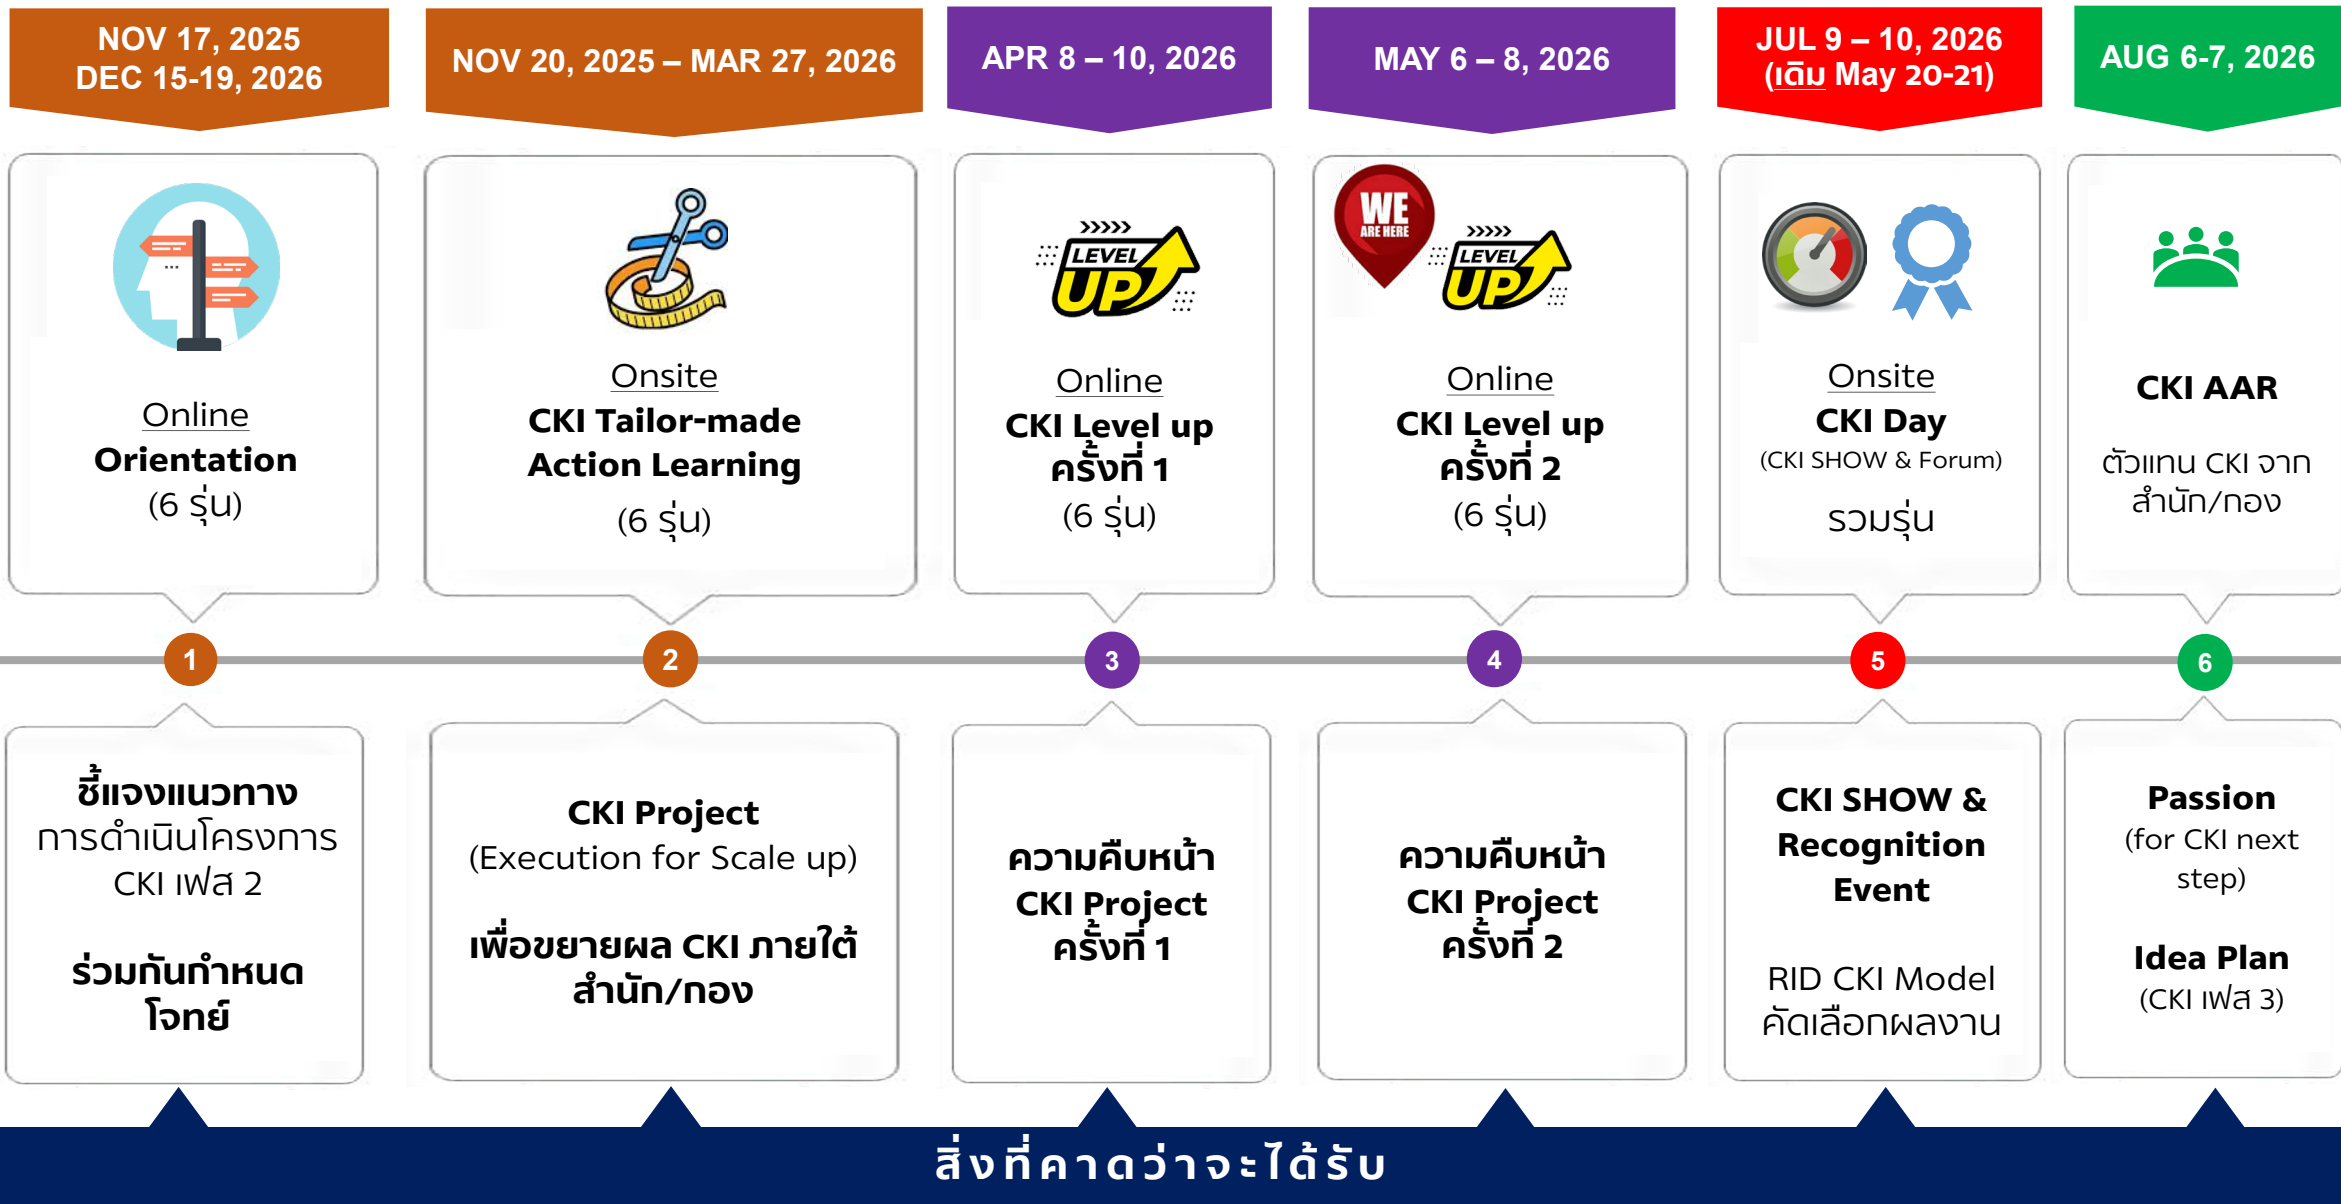 NOV 17, 2025
DEC 15-19, 2026
NOV 20, 2025 – MAR 27, 2026
APR 8 – 10, 2026
MAY 6 – 8, 2026
JUL 9 – 10, 2026
(เดิม May 20-21)
AUG 6-7, 2026
Online
Orientation
(6 รุ่น)
Onsite
CKI Tailor-made
Action Learning
(6 รุ่น)
LEVEL
UP
Online
CKI Level up
ครั้งที่ 1
(6 รุ่น)
WE
ARE HERE
LEVEL
UP
Online
CKI Level up
ครั้งที่ 2
(6 รุ่น)
Onsite
CKI Day
(CKI SHOW & Forum)
รวมรุ่น
CKI AAR
ตัวแทน CKI จาก
สำนัก/กอง
1
2
3
4
5
6
ชี้แจงแนวทาง
การดำเนินโครงการ
CKI เฟส 2
ร่วมกันกำหนด
โจทย์
CKI Project
(Execution for Scale up)
เพื่อขยายผล CKI ภายใต้
สำนัก/กอง
ความคืบหน้า
CKI Project
ครั้งที่ 1
ความคืบหน้า
CKI Project
ครั้งที่ 2
CKI SHOW &
Recognition
Event
RID CKI Model
คัดเลือกผลงาน
Passion
(for CKI next
step)
Idea Plan
(CKI เฟส 3)
สิ่งที่คาดว่าจะได้รับ